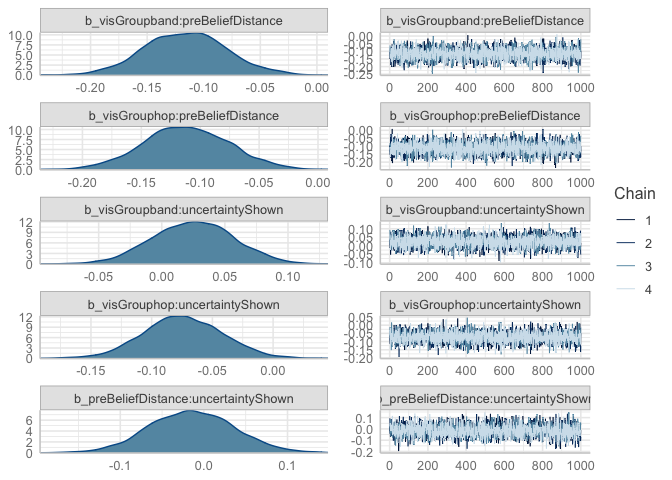 b_visGroupband:preBeliefDistance
10.0
7.5
5.0
2.5
0.0
-0.20 -0.15 -0.10 -0.05 0.00
b_visGroupband:preBeliefDistance
0.00
-0.05
-0.10
-0.15
-0.20
-0.25
0 200 400 600 800 1000
b_visGrouphop:preBeliefDistance
10.0
7.5
5.0
2.5
0.0
-0.20 -0.15 -0.10 -0.05 0.00
b_visGrouphop:preBeliefDistance
0.00
-0.05
-0.10
-0.15
-0.20
0 200 400 600 800 1000
b_visGroupband:uncertaintyShown
12
9
6
3
0
-0.05 0.00 0.05 0.10
b_visGroupband:uncertaintyShown
0.10
0.05
0.00
-0.05
-0.10
0 200 400 600 800 1000
b_visGrouphop:uncertaintyShown
12
9
6
3
0
-0.15 -0.10 -0.05 0.00
b_visGrouphop:uncertaintyShown
0.05
0.00
-0.05
-0.10
-0.15
-0.20
0 200 400 600 800 1000
b_preBeliefDistance:uncertaintyShown
6
4
2
0
-0.1 0.0 0.1
b_preBeliefDistance:uncertaintyShown
0.1
0.0
-0.1
-0.2
0 200 400 600 800 1000
Chain
1
2
3
4